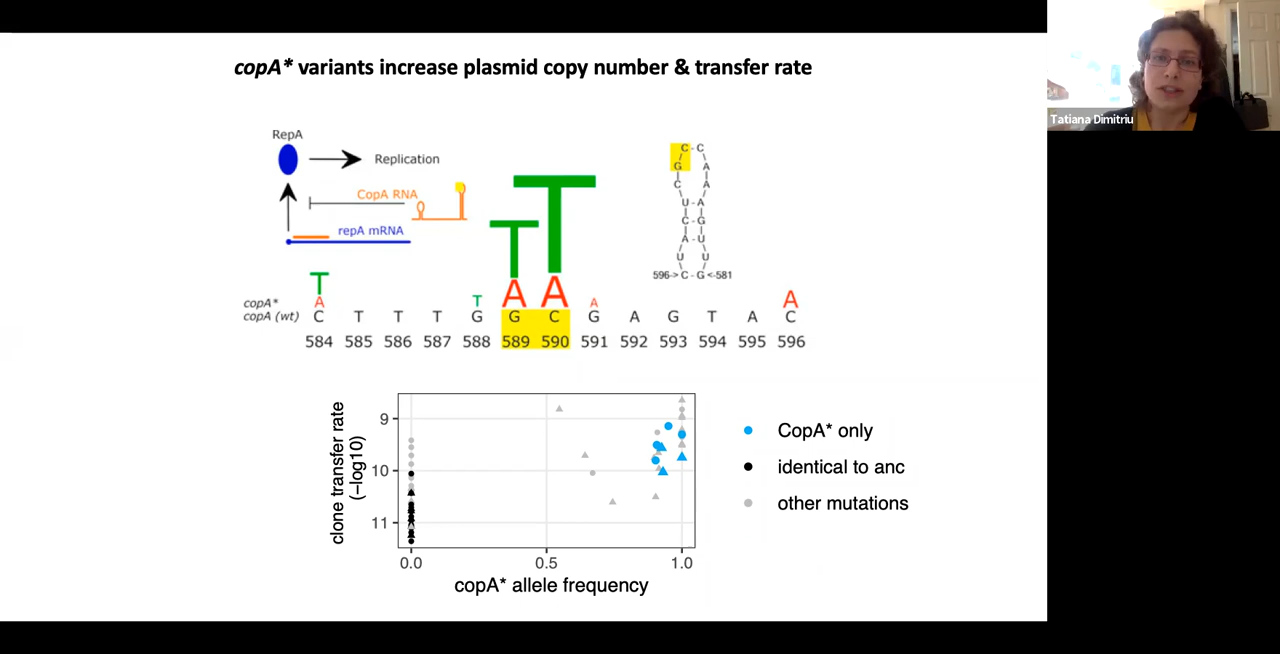 copA* variants increase plasmid copy number & transfer rate
Tatiana Dimitriu
RepA
Replication
CopA RNA
repA mRNA
C - C
G A
C A
U - A
C - G
A - U
U U
596-> C - G <-581
T T
T T
copA* A A A A A
copA (wt) C T T T G G C G A G T A C
584 585 586 587 588 589 590 591 592 593 594 595 596
clone transfer rate
(−log10)
9
10
11
0.0 0.5 1.0
copA* allele frequency
CopA* only
identical to anc
other mutations